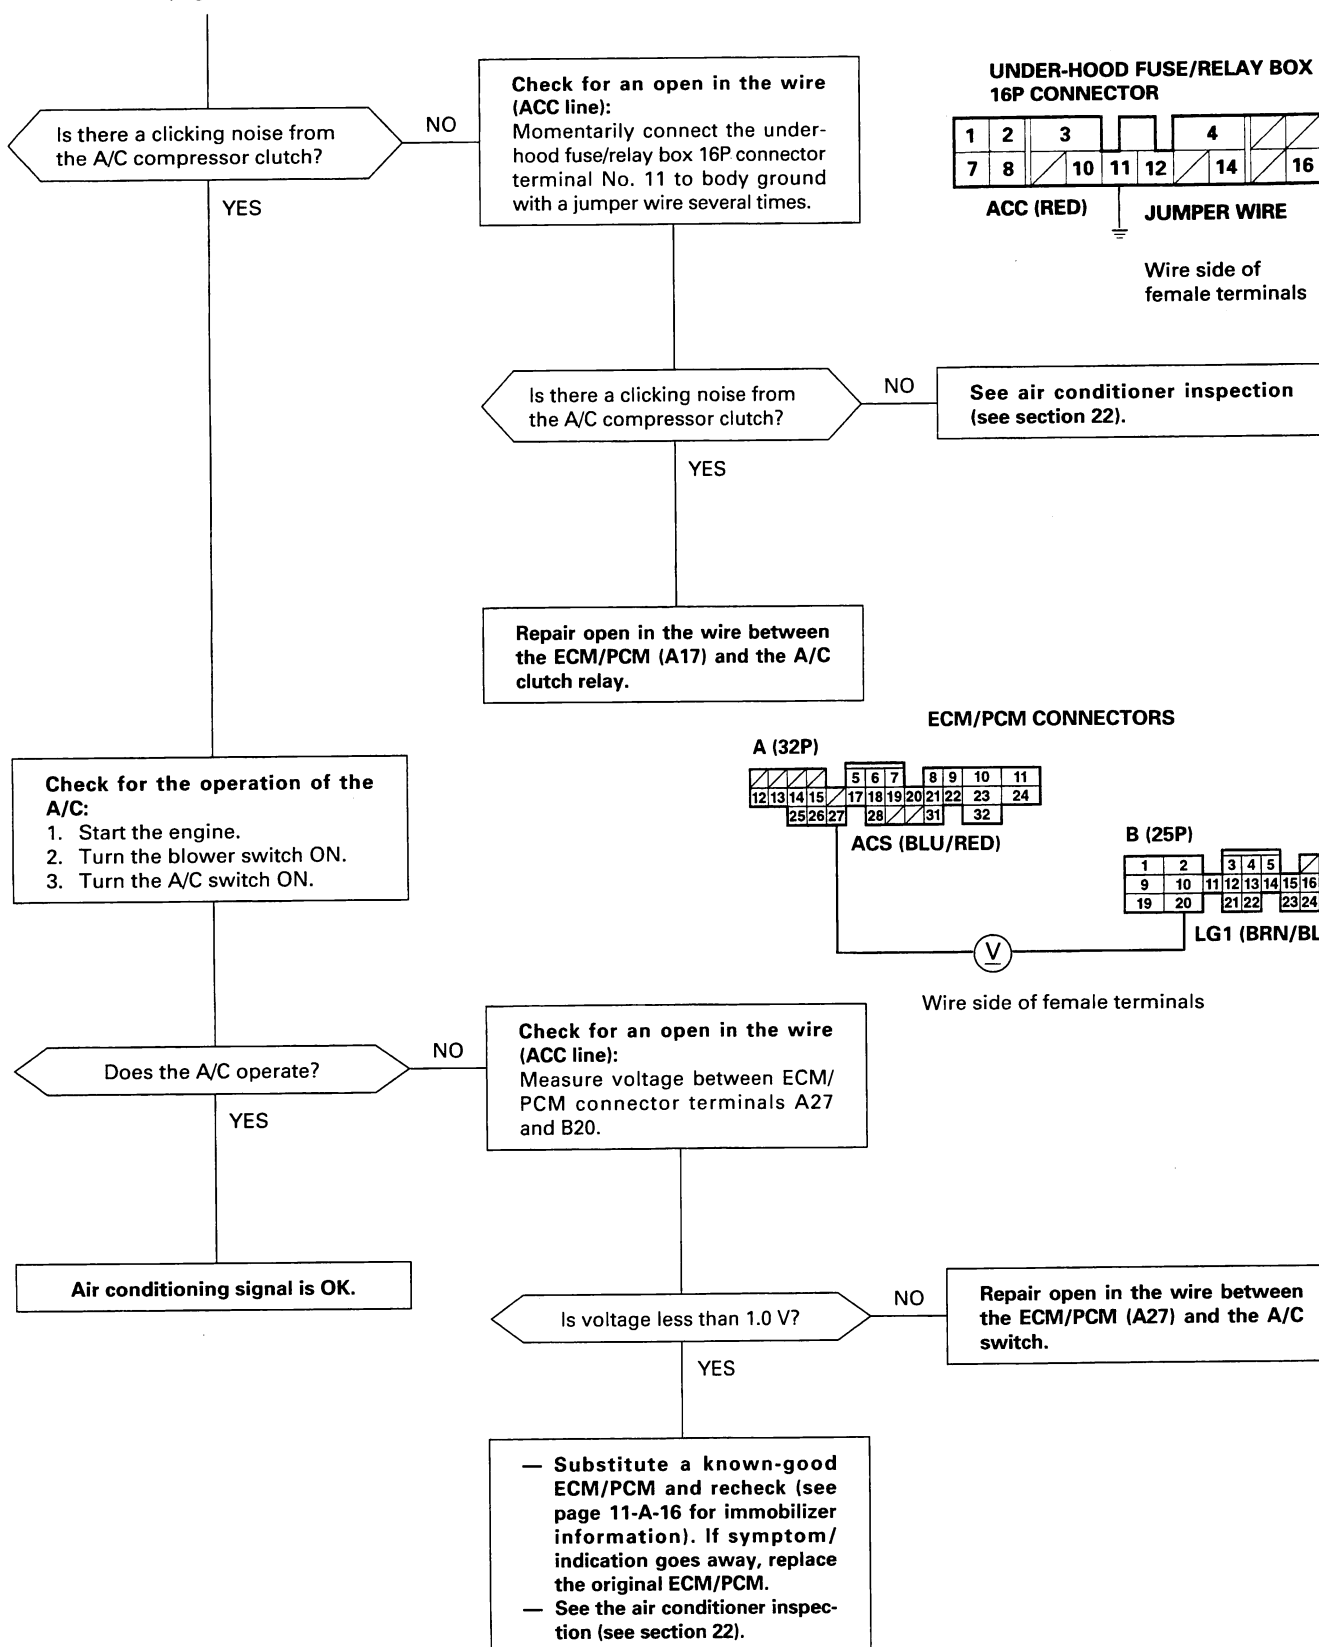 Is there a clicking noise from
the A/C compressor clutch?
NO
YES
Check for an open in the wire
(ACC line):
Momentarily connect the under-
hood fuse/relay box 16P connector
terminal No. 11 to body ground
with a jumper wire several times.
UNDER-HOOD FUSE/RELAY BOX
16P CONNECTOR
1 2 3 4
7 8 10 11 12 14 16
ACC (RED)
JUMPER WIRE
Wire side of
female terminals
Is there a clicking noise from
the A/C compressor clutch?
NO
YES
See air conditioner inspection
(see section 22).
Repair open in the wire between
the ECM/PCM (A17) and the A/C
clutch relay.
ECM/PCM CONNECTORS
A (32P)
5 6 7 8 9 10 11
12 13 14 15 17 18 19 20 21 22 23 24
25 26 27 28 31 32
ACS (BLU/RED)
B (25P)
1 2 3 4 5
9 10 11 12 13 14 15 16
19 20 21 22 23 24
LG1 (BRN/BL
V
Wire side of female terminals
Check for the operation of the
A/C:
1. Start the engine.
2. Turn the blower switch ON.
3. Turn the A/C switch ON.
Does the A/C operate?
NO
YES
Check for an open in the wire
(ACC line):
Measure voltage between ECM/
PCM connector terminals A27
and B20.
Air conditioning signal is OK.
Is voltage less than 1.0 V?
NO
YES
Repair open in the wire between
the ECM/PCM (A27) and the A/C
switch.
— Substitute a known-good
ECM/PCM and recheck (see
page 11-A-16 for immobilizer
information). If symptom/
indication goes away, replace
the original ECM/PCM.
— See the air conditioner inspec-
tion (see section 22).